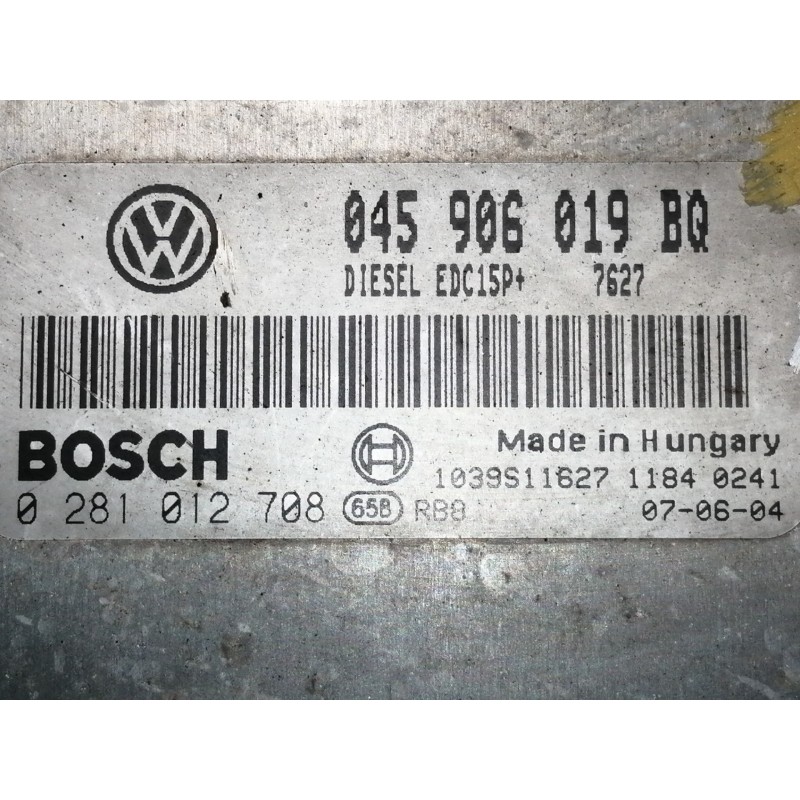 VW
045 906 019 BQ
DIESEL EDC15P+ 7627
BOSCH
Made in Hungary
1039S11627 1184 0241
0 281 012 708 658 RB8 07-06-04